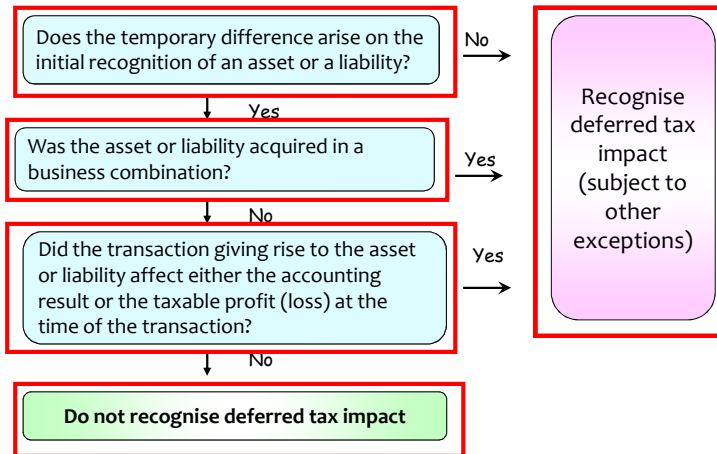 Does the temporary difference arise on the
initial recognition of an asset or a liability?
No
Yes
Was the asset or liability acquired in a
business combination?
Yes
No
Did the transaction giving rise to the asset
or liability affect either the accounting
result or the taxable profit (loss) at the
time of the transaction?
Yes
No
Do not recognise deferred tax impact
Recognise
deferred tax
impact
(subject to
other
exceptions)